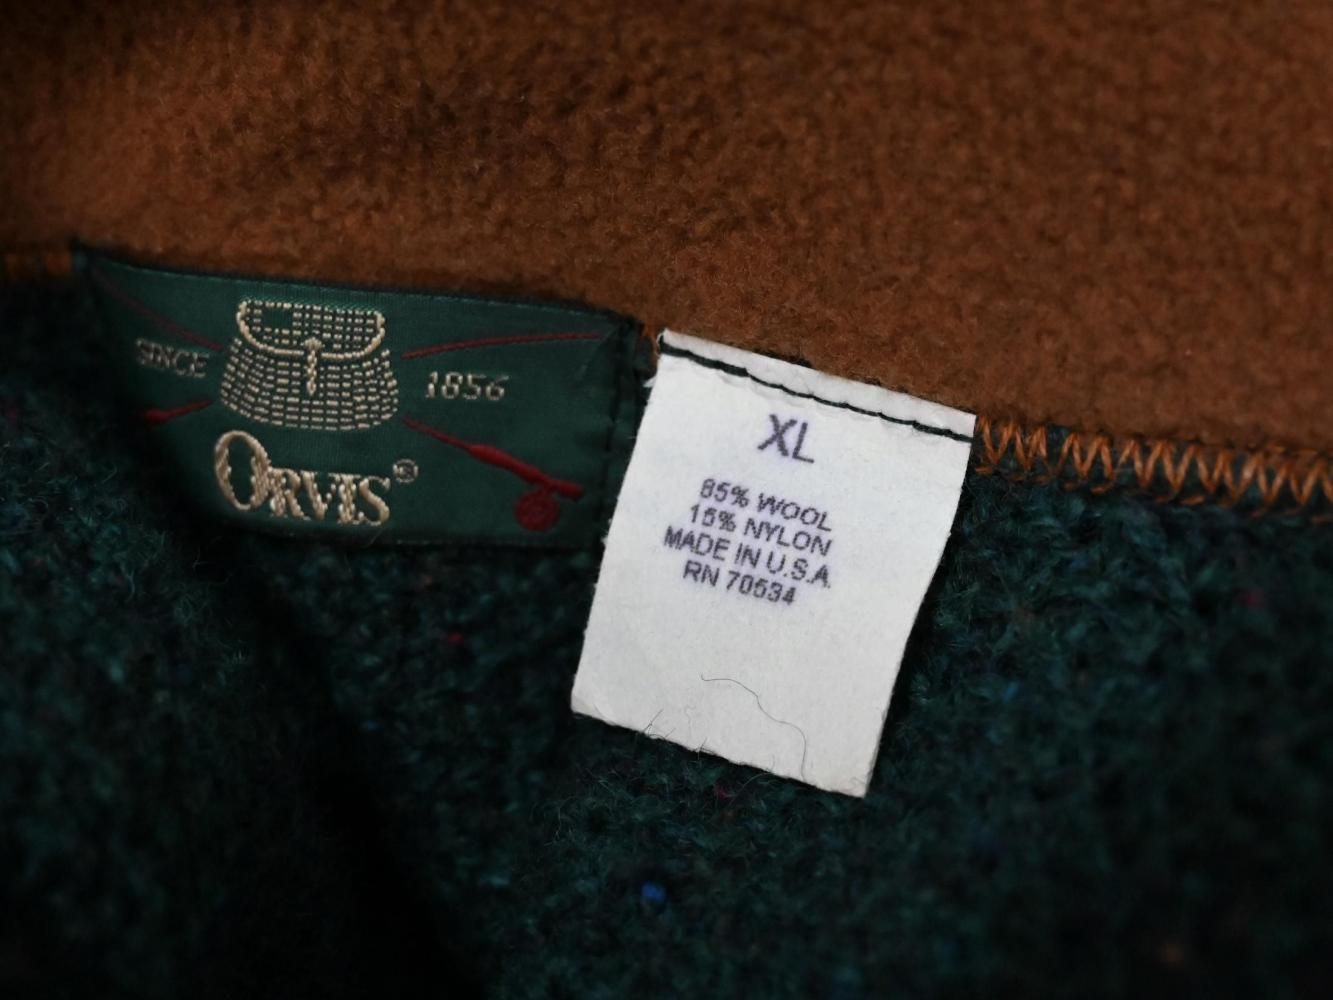 SINCE 1856
ORVIS®
XL
85% WOOL
15% NYLON
MADE IN U.S.A.
RN 70534